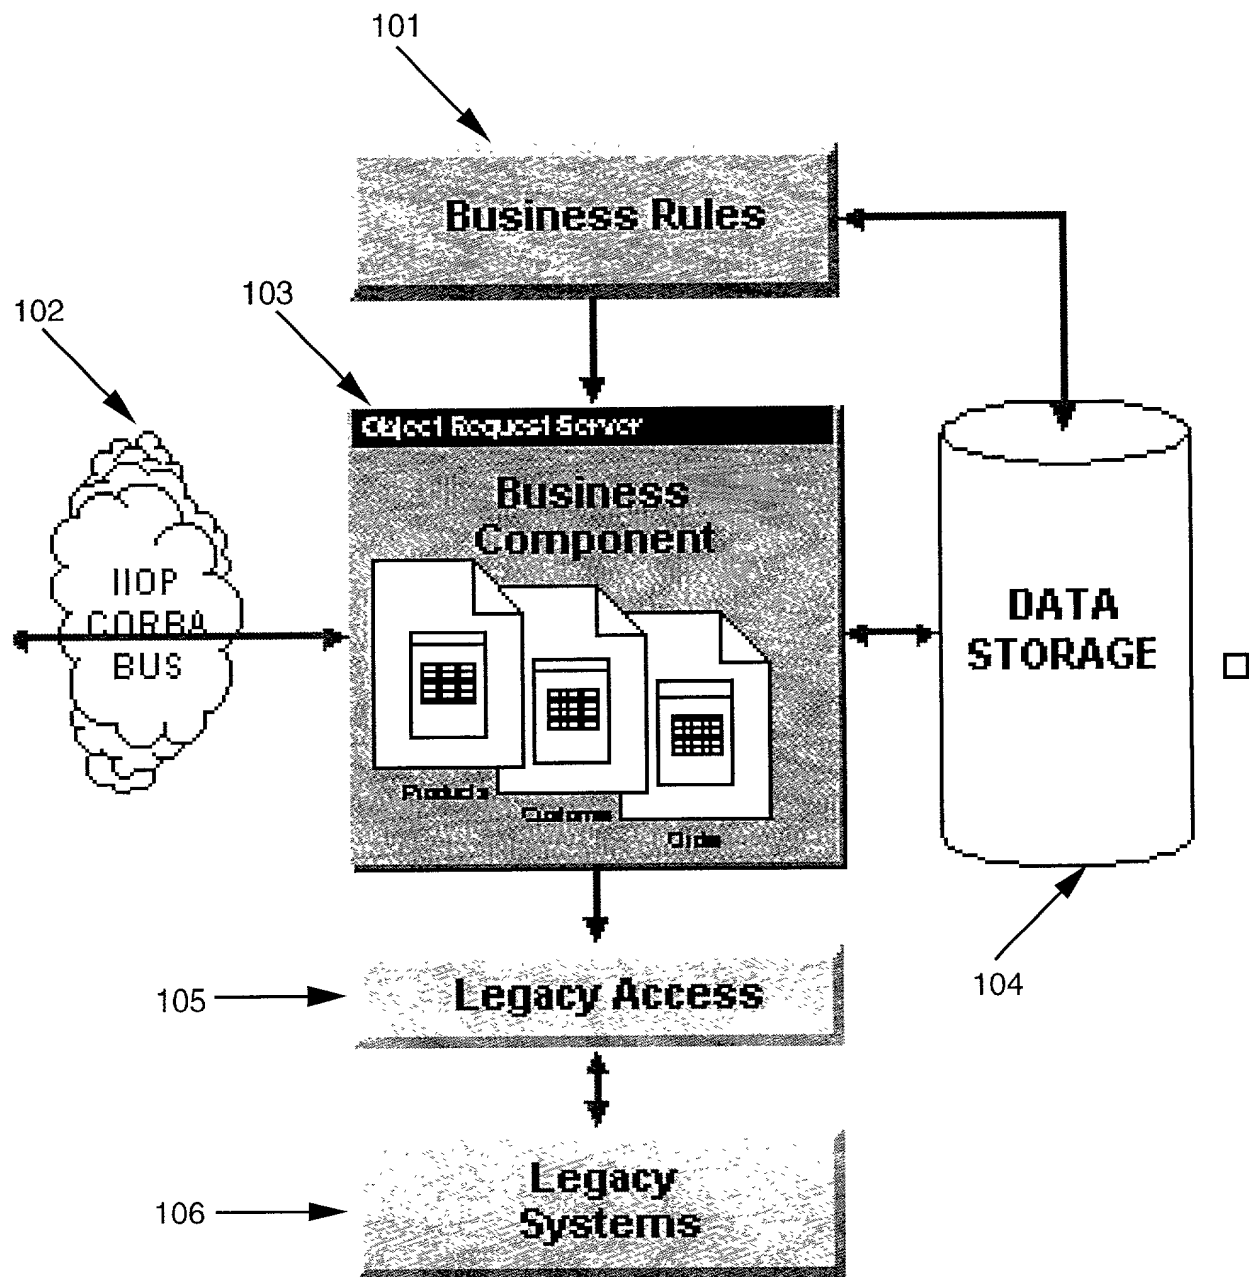 101
Business Rules
103
102
Object Request Server
Business
Component
IIOP
CORBA
BUS
DATA
STORAGE
Products
Customer
Order
104
105
Legacy Access
106
Legacy
Systems